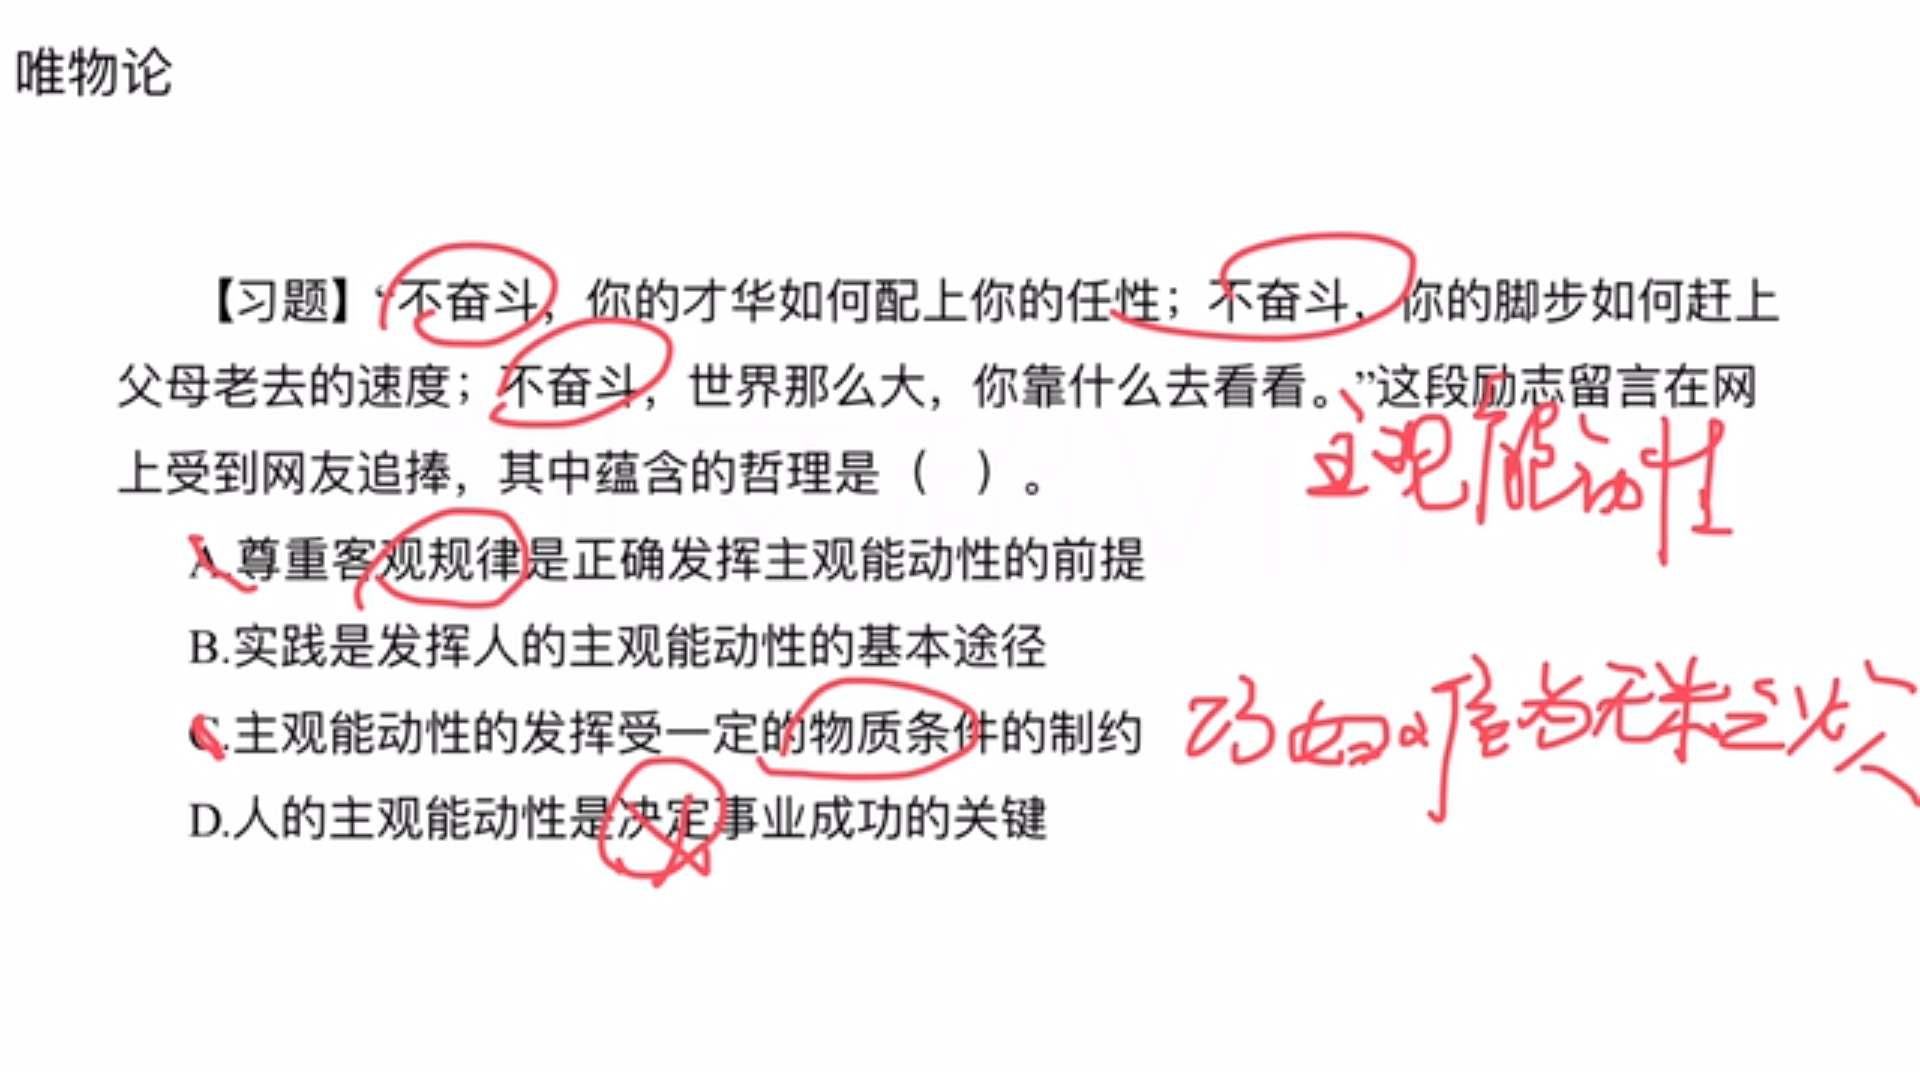 唯物论
【习题】“不奋斗，你的才华如何配上你的任性；不奋斗，你的脚步如何赶上
父母老去的速度；不奋斗，世界那么大，你靠什么去看看。”这段励志留言在网
上受到网友追捧，其中蕴含的哲理是（ ）。
主观能动性
A.尊重客观规律是正确发挥主观能动性的前提
B.实践是发挥人的主观能动性的基本途径
C.主观能动性的发挥受一定的物质条件的制约
巧妇难为无米之炊
D.人的主观能动性是决定事业成功的关键